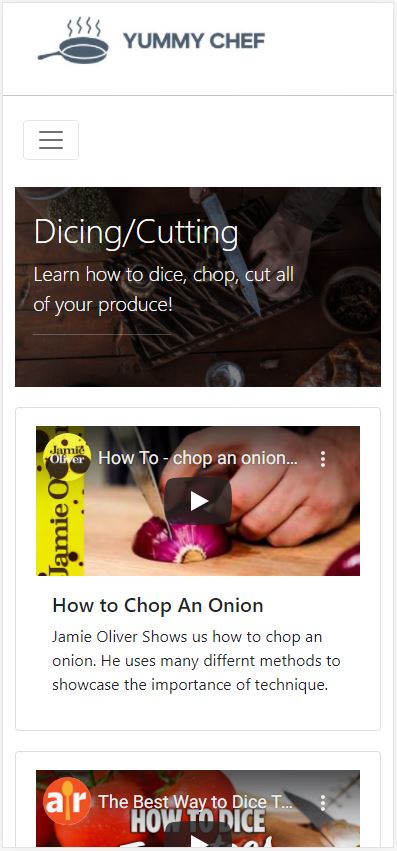 YUMMY CHEF
Dicing/Cutting
Learn how to dice, chop, cut all
of your produce!
Jamie
Oliver
How To - chop an onion...
Jamie O
How to Chop An Onion
Jamie Oliver Shows us how to chop an
onion. He uses many differnt methods to
showcase the importance of technique.
ar
The Best Way to Dice T...
HOW TO DICE